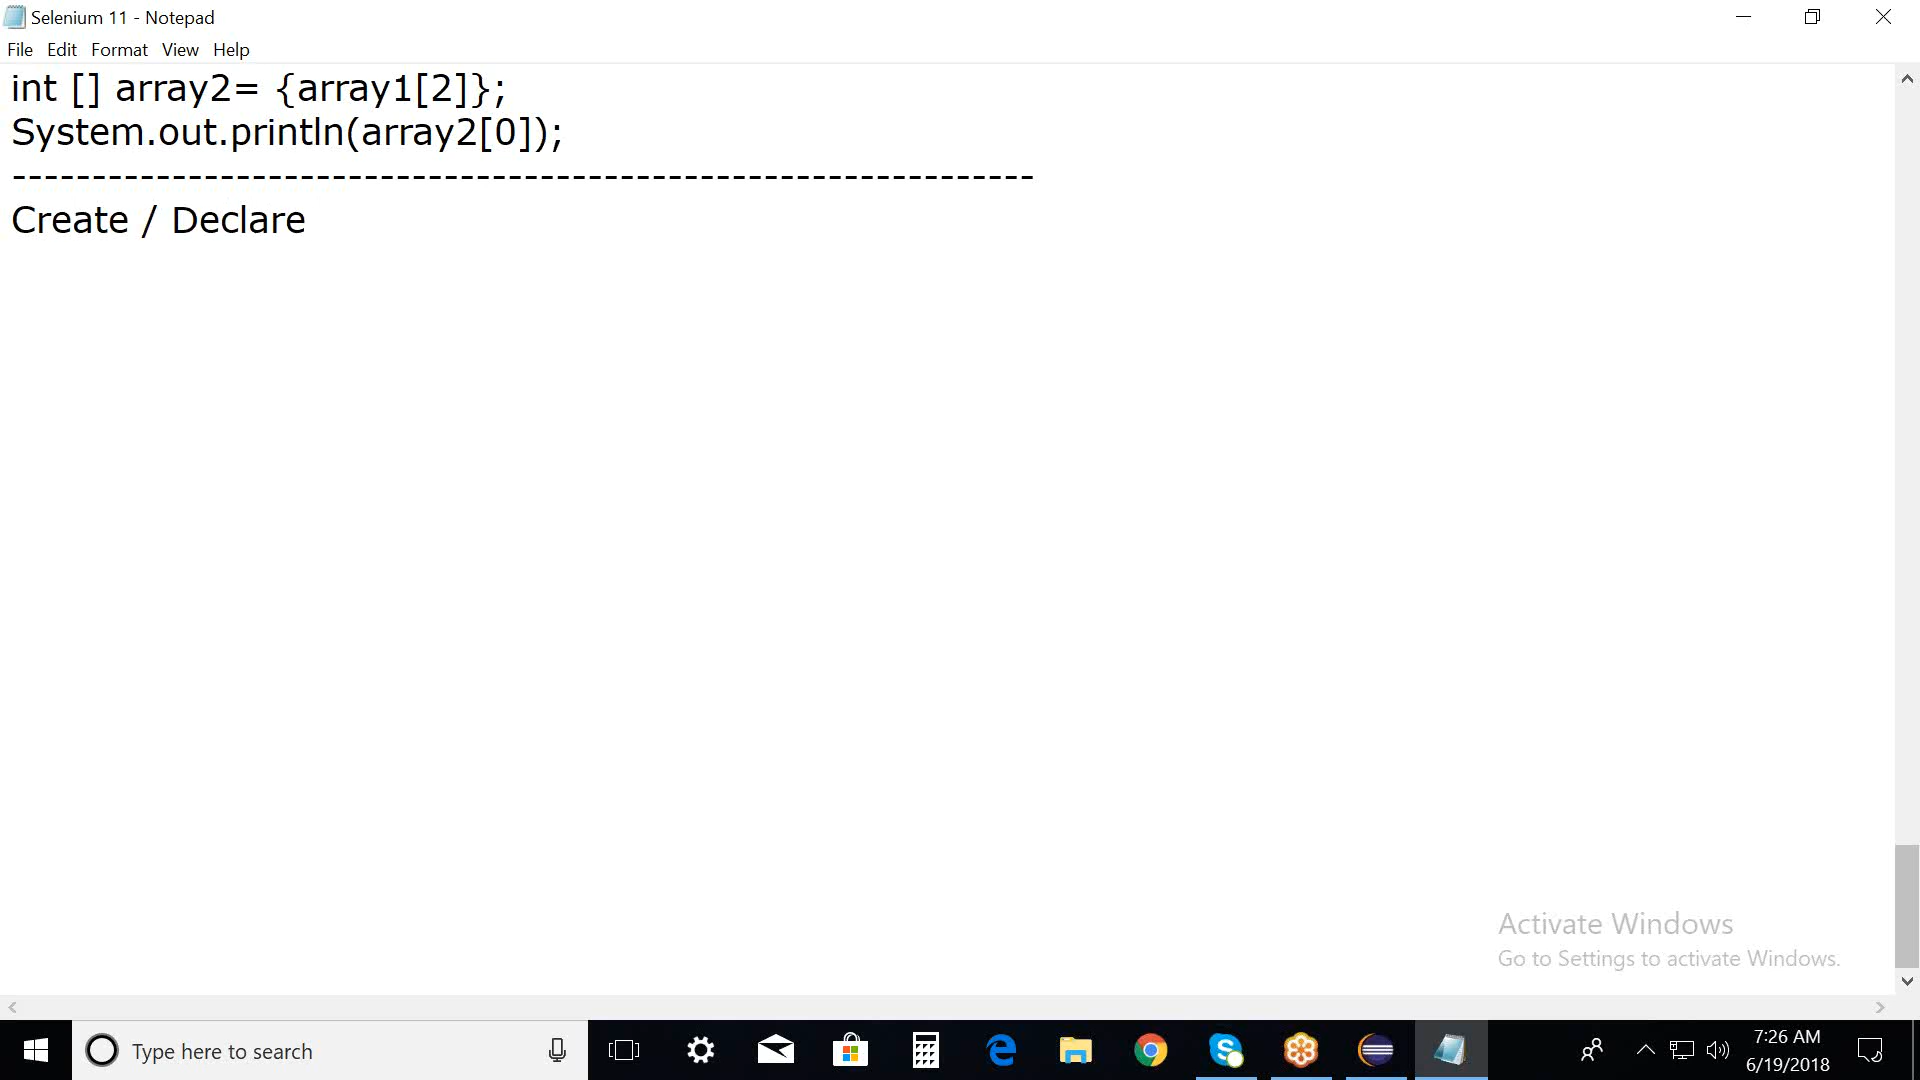 Selenium 11 - Notepad
File Edit Format View Help
int [] array2= {array1[2]};
System.out.println(array2[0]);
----------------------------------------------------------------
Create / Declare
Activate Windows
Go to Settings to activate Windows.
Type here to search
7:26 AM
6/19/2018